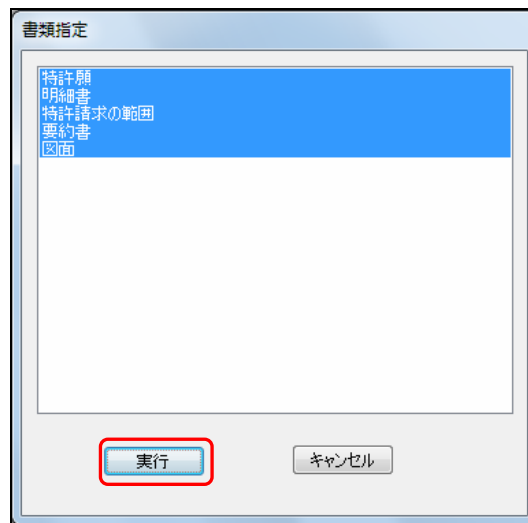 書類指定
特許願
明細書
特許請求の範囲
要約書
図面
実行
キャンセル